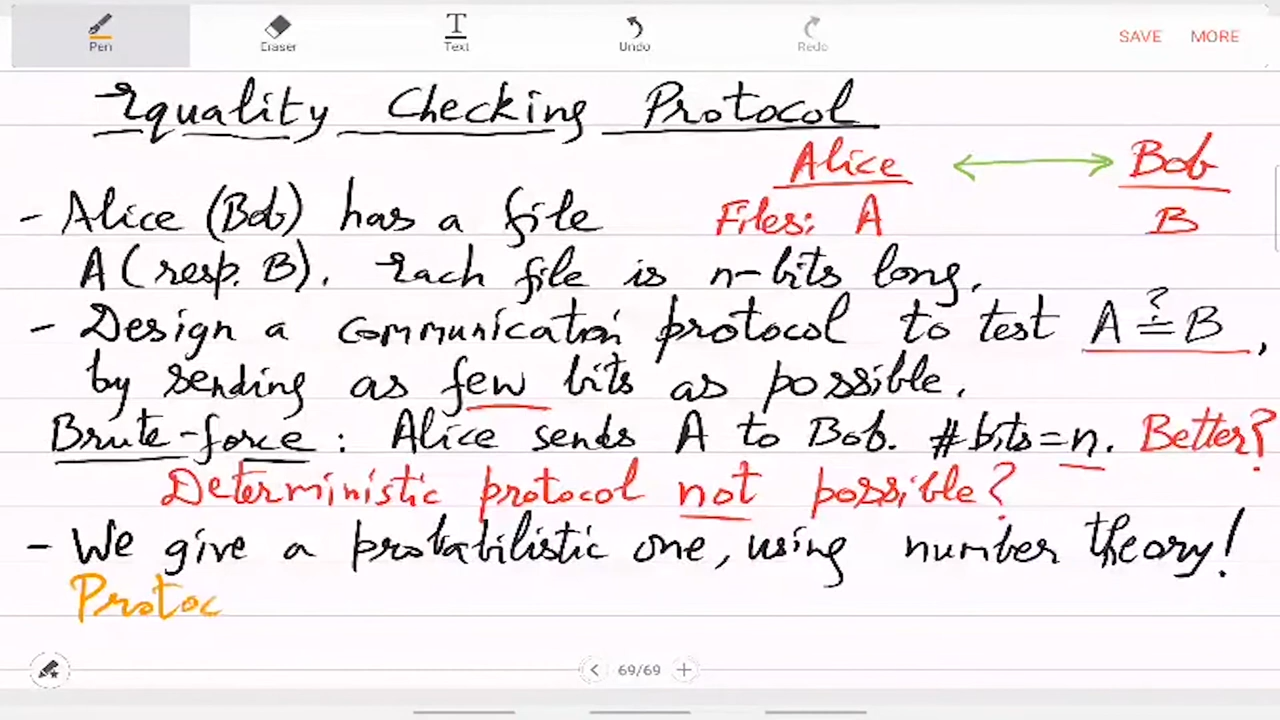 Pen Eraser Text Undo Redo SAVE MORE
Equality Checking Protocol
Alice Bob
- Alice (Bob) has a file Files: A B
A (resp. B). Each file is n-bits long.
- Design a communication protocol to test A ?= B,
by sending as few bits as possible.
Brute-force: Alice sends A to Bob. #bits=n. Better?
Deterministic protocol not possible?
- We give a probabilistic one, using number theory!
Protoc
69/69